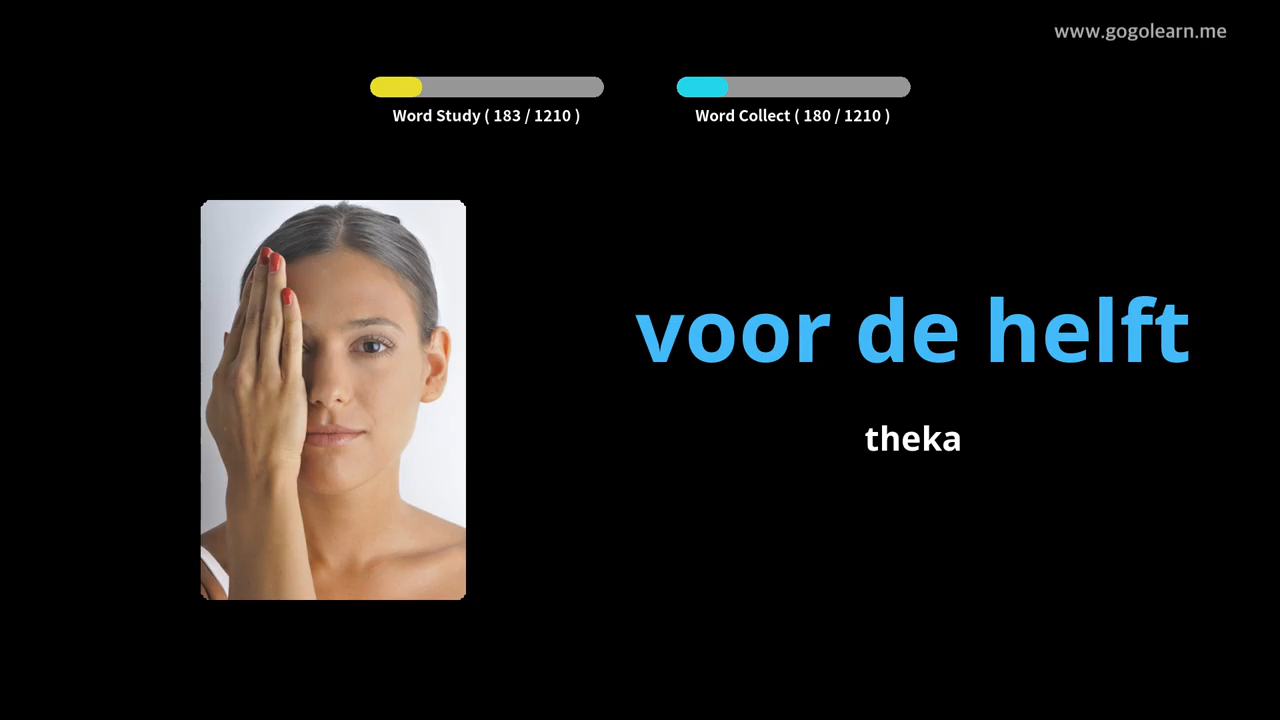 www.gogolearn.me
Word Study ( 183 / 1210 )
Word Collect ( 180 / 1210 )
voor de helft
theka